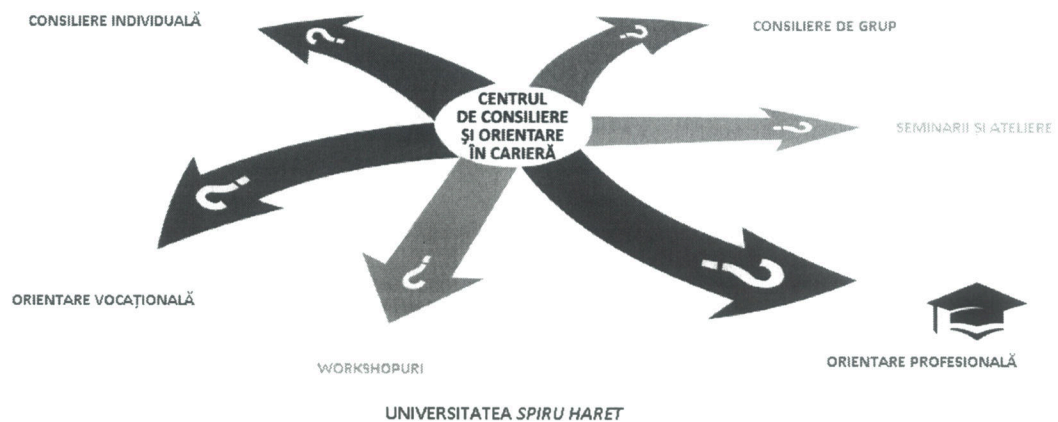 CONSILIERE INDIVIDUALĂ
CONSILIERE DE GRUP
CENTRUL
DE CONSILIERE
ȘI ORIENTARE
ÎN CARIERĂ
SEMINARII ȘI ATELIERE
ORIENTARE VOCAȚIONALĂ
WORKSHOPURI
ORIENTARE PROFESIONALĂ
UNIVERSITATEA SPIRU HARET
?
?
?
?
?
?